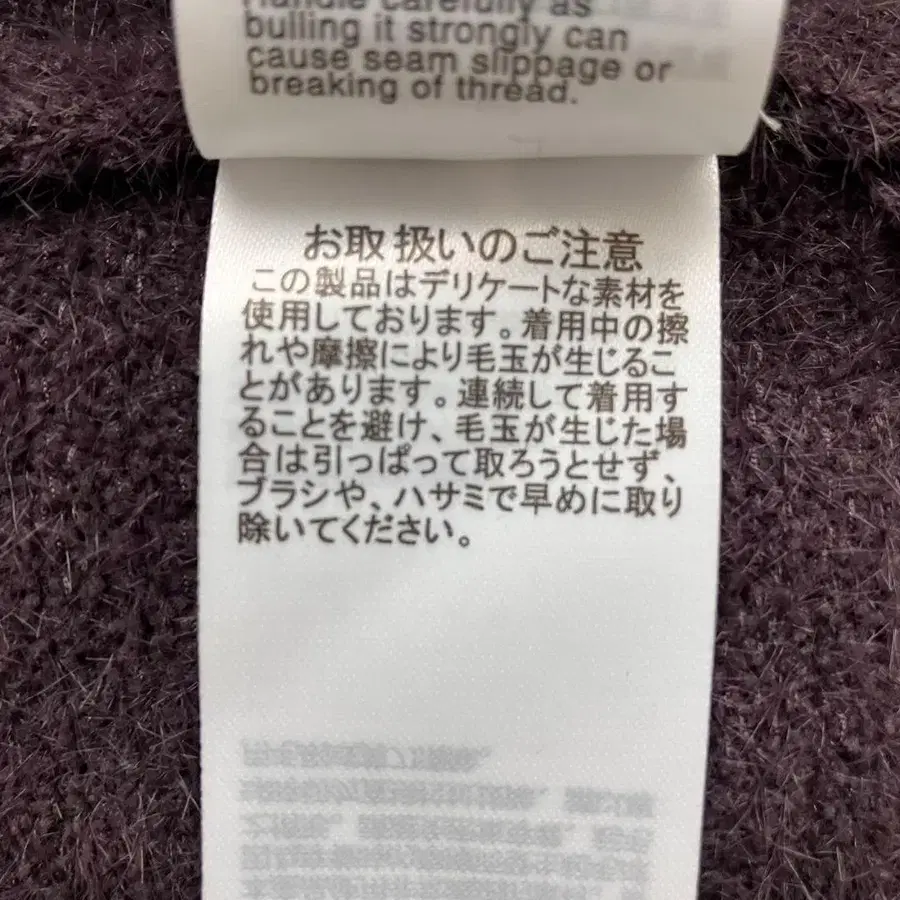 Handle carefully as
bulling it strongly can
cause seam slippage or
breaking of thread.
お取扱いのご注意
この製品はデリケートな素材を
使用しております。着用中の擦
れや摩擦により毛玉が生じるこ
とがあります。連続して着用す
ることを避け、毛玉が生じた場
合は引っぱって取ろうとせず、
ブラシや、ハサミで早めに取り
除いてください。